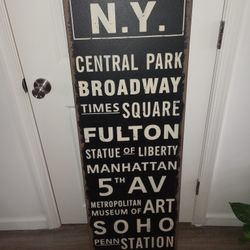 N.Y.
CENTRAL PARK
BROADWAY
TIMES SQUARE
FULTON
STATUE OF LIBERTY
MANHATTAN
5TH AV
METROPOLITAN
MUSEUM OF ART
SOHO
PENN STATION